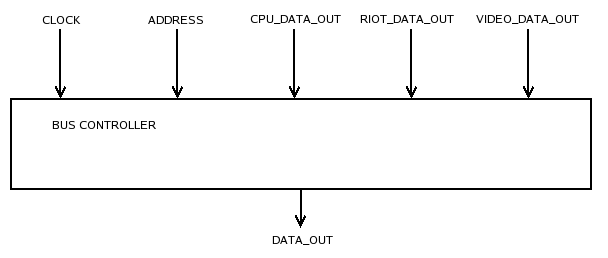 CLOCK
ADDRESS
CPU_DATA_OUT
RIOT_DATA_OUT
VIDEO_DATA_OUT
BUS CONTROLLER
DATA_OUT